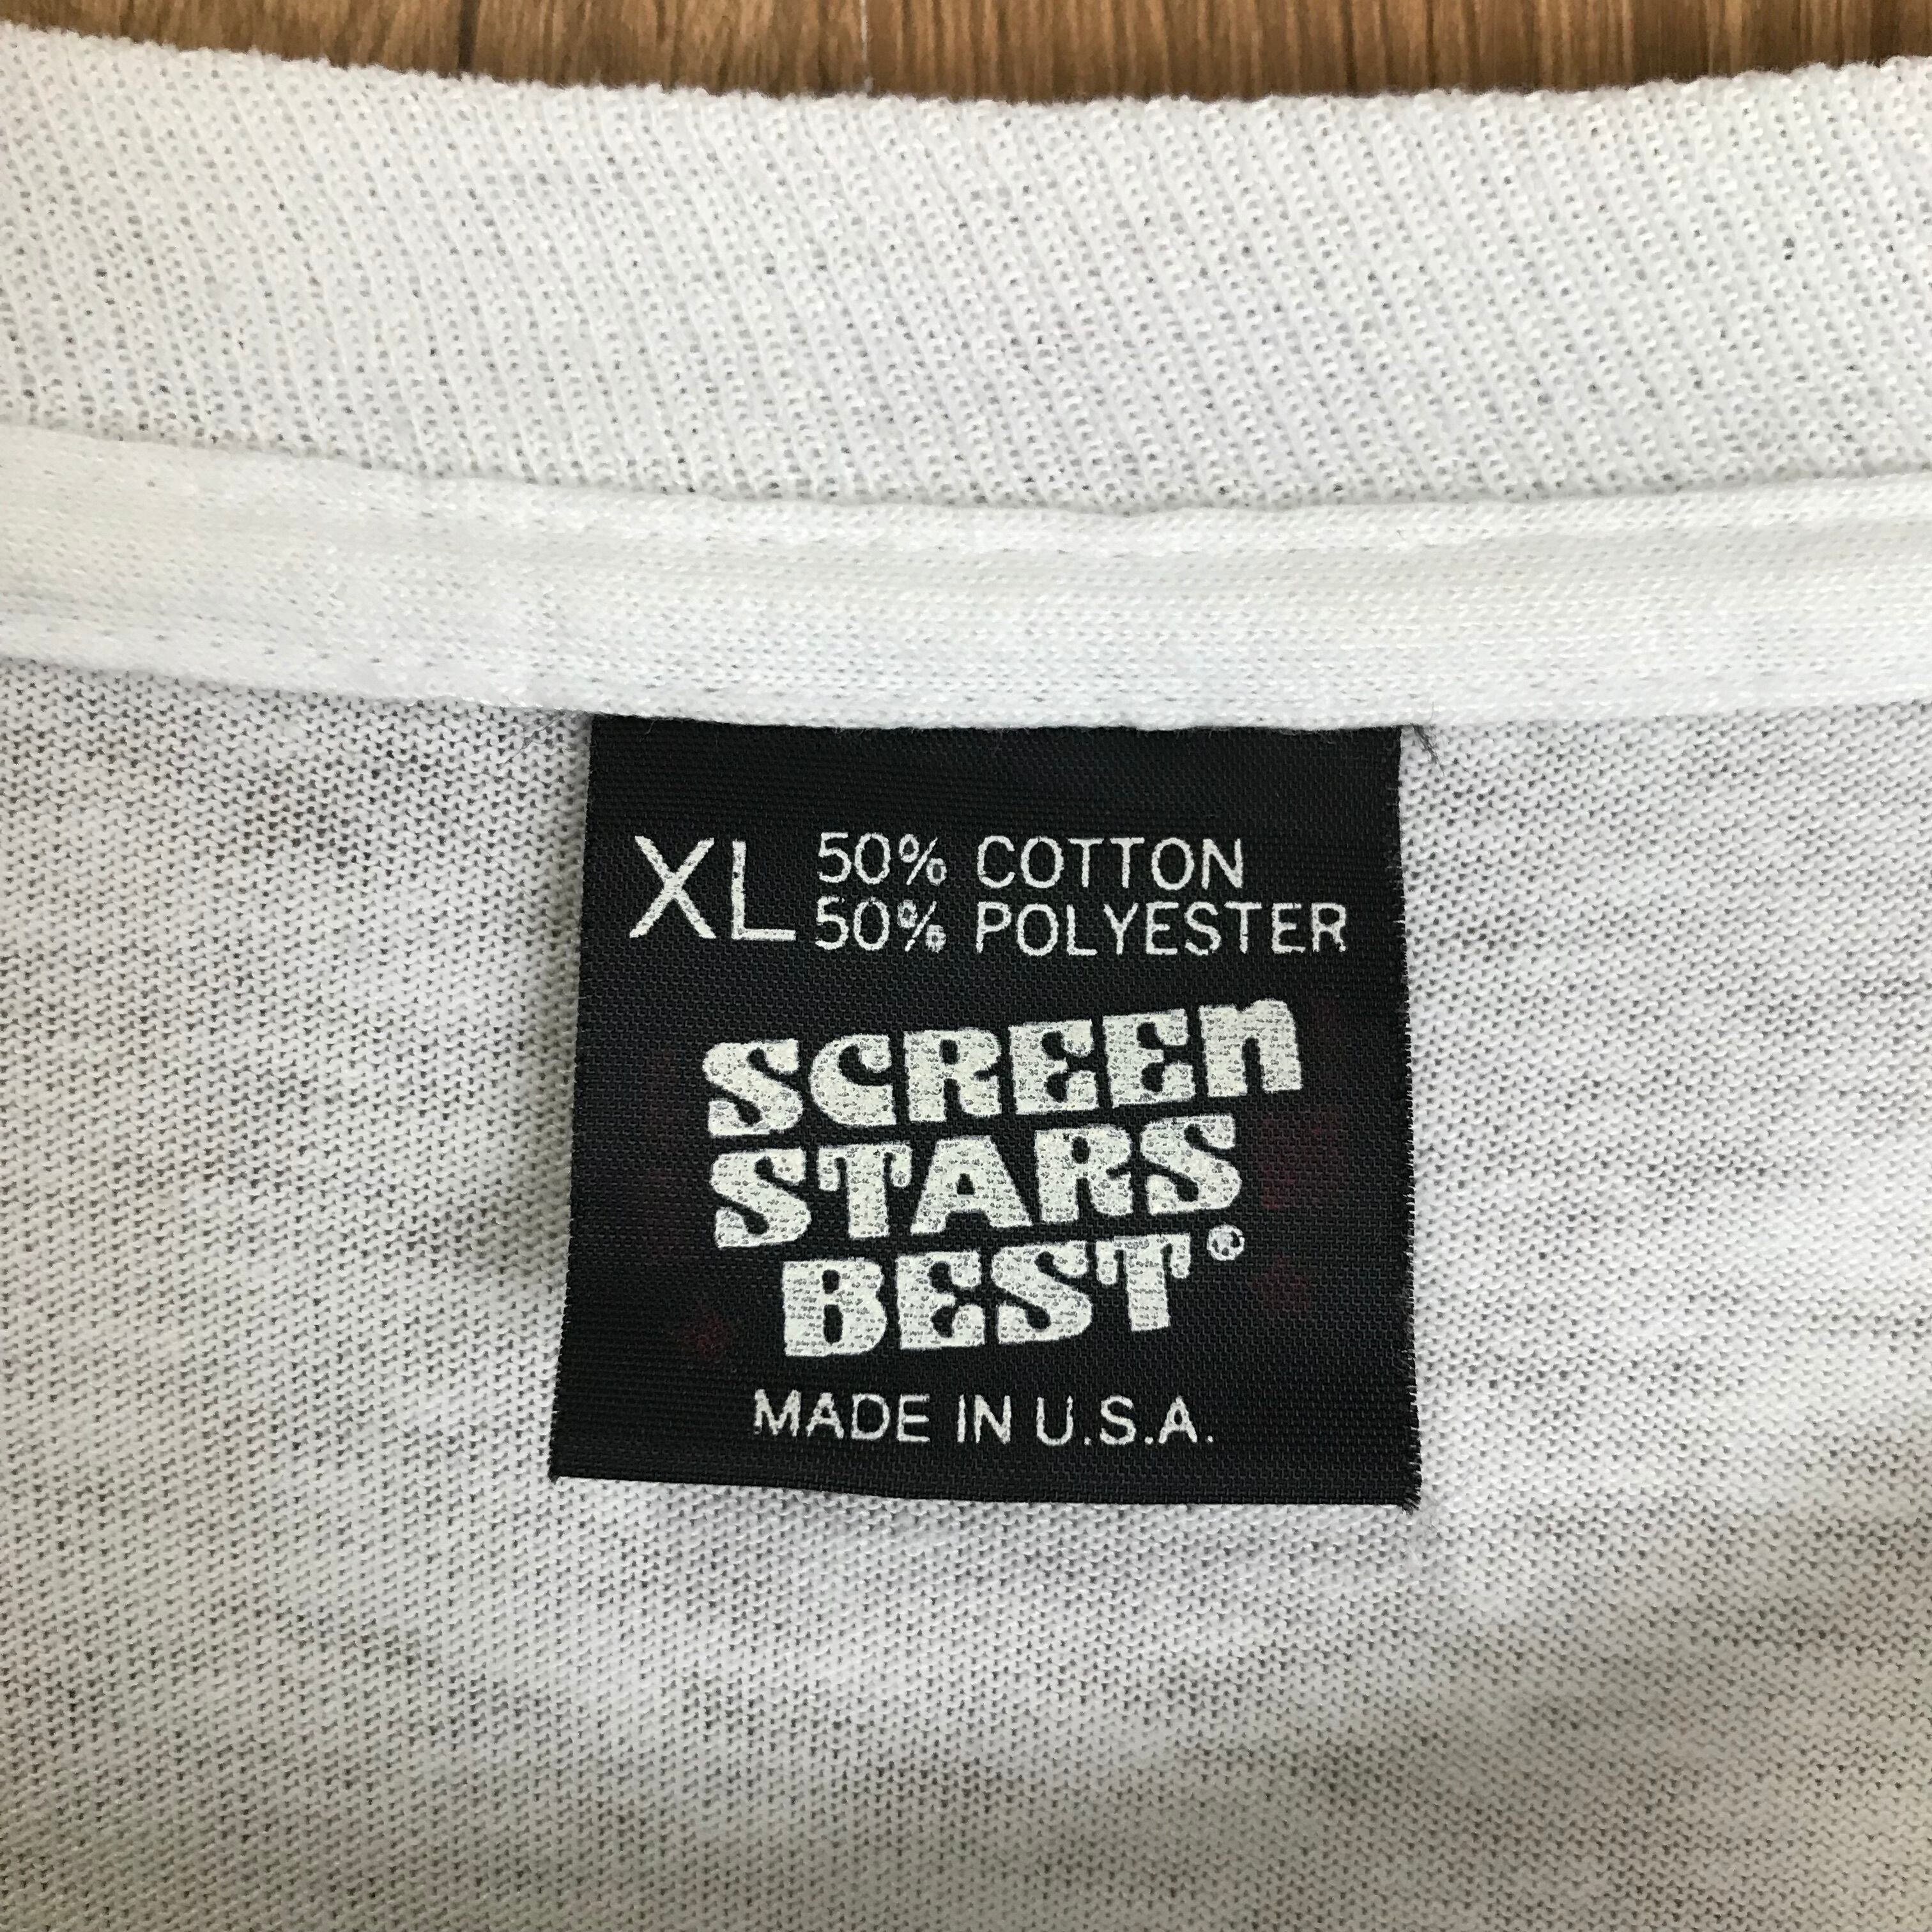 XL 50% COTTON
50% POLYESTER
SCREEN
STARS
BEST®
MADE IN U.S.A.